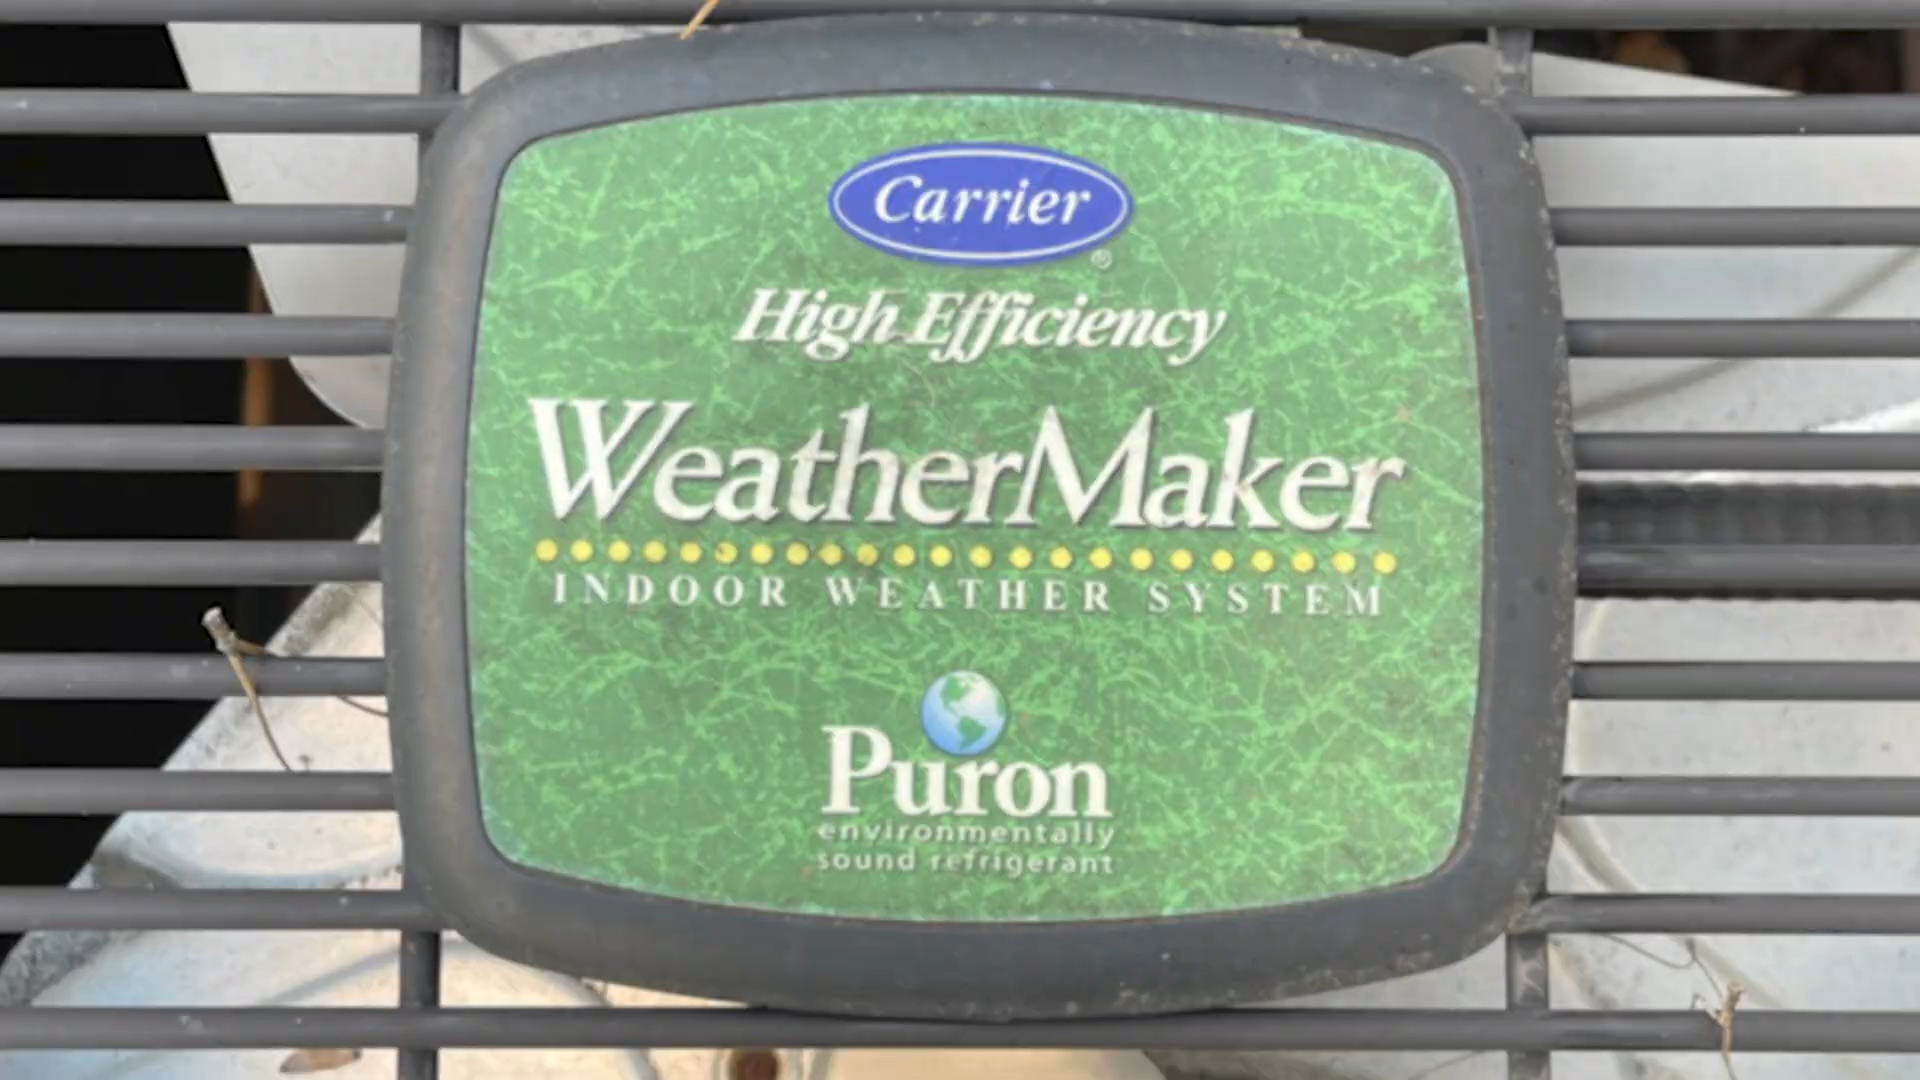 Carrier
®
High Efficiency
WeatherMaker
INDOOR WEATHER SYSTEM
Puron
environmentally
sound refrigerant